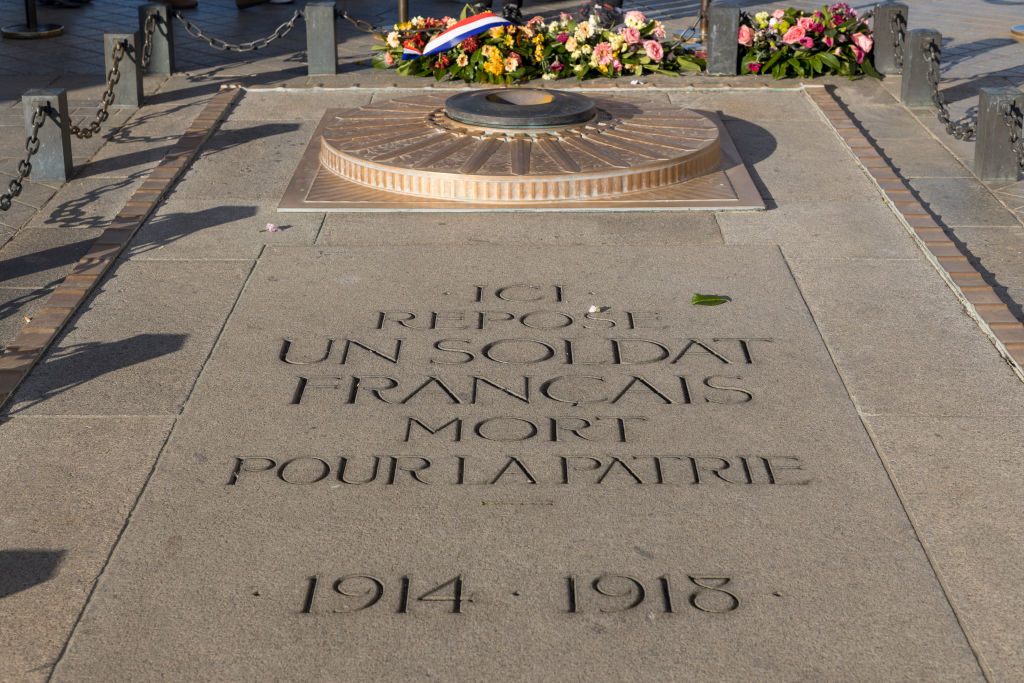 · ICI ·
REPOSE
UN SOLDAT
FRANÇAIS
MORT
POUR LA PATRIE
· 1914 · 1918 ·